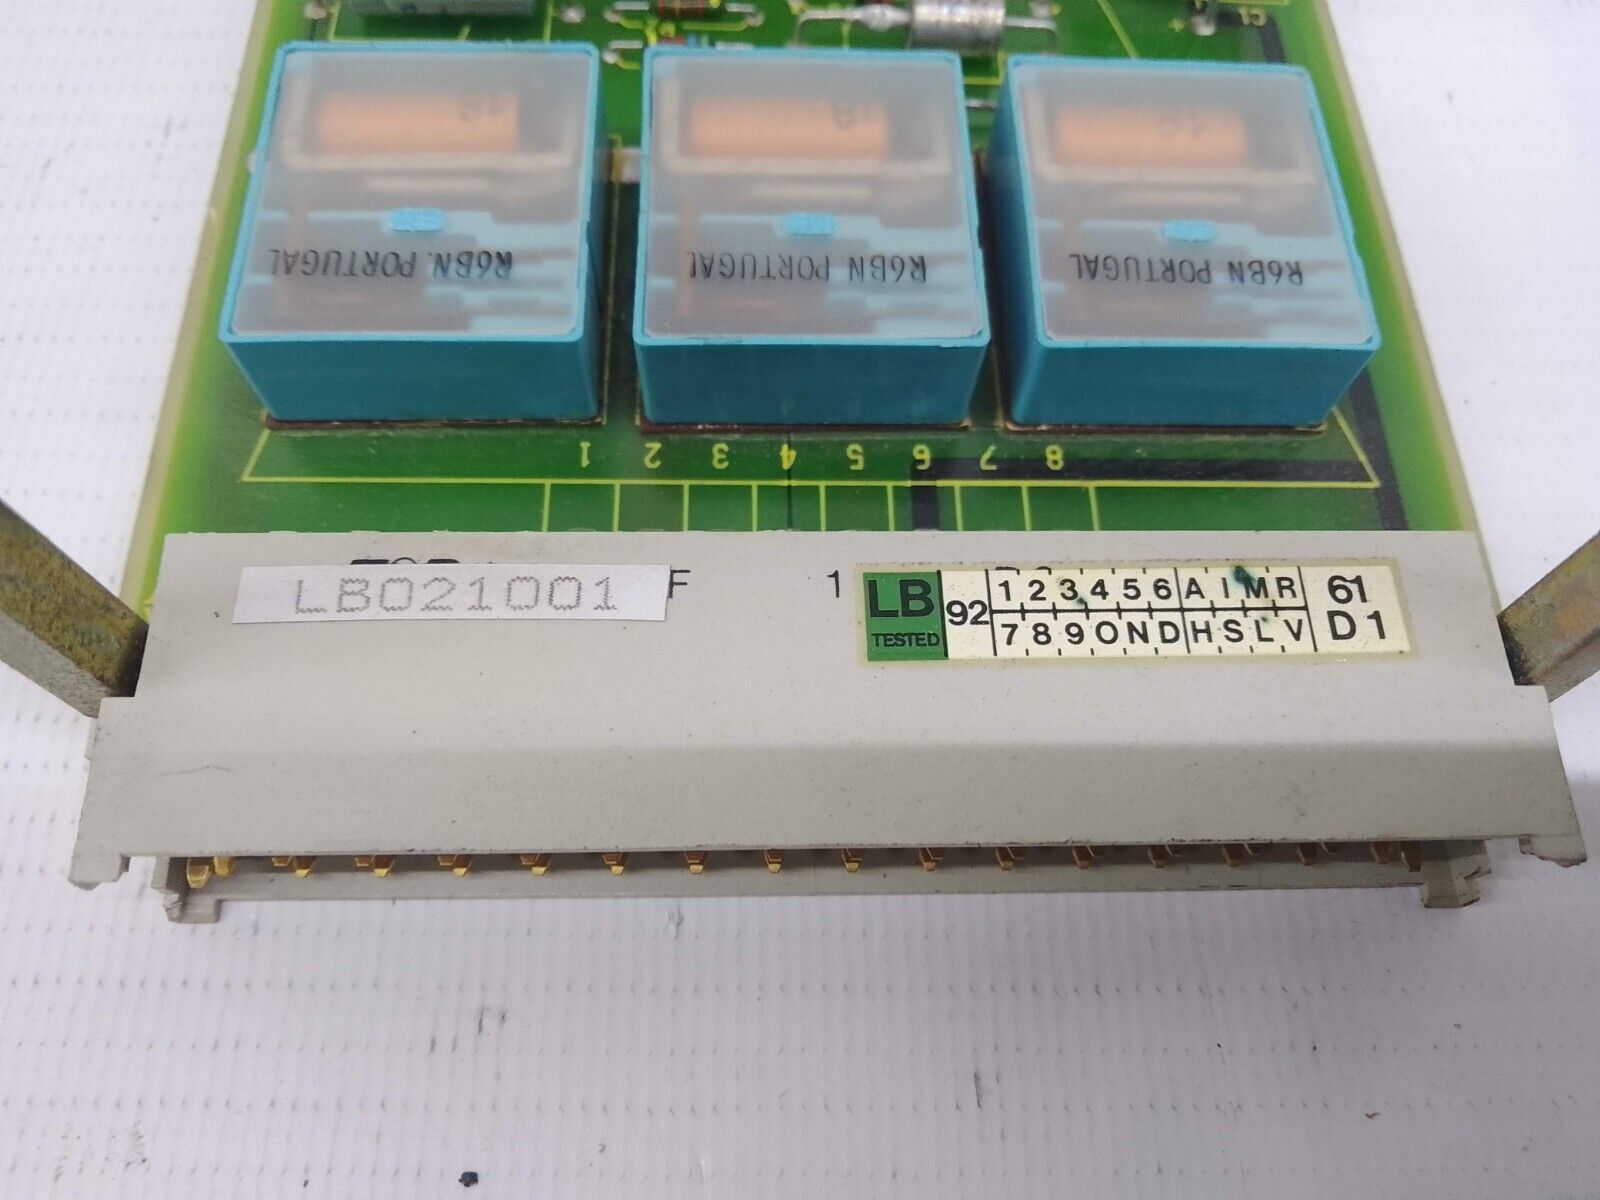 C1
R6BN. PORTUGAL
R6BN. PORTUGAL
R6BN PORTUGAL
1 2 3 4 5 6 7 8
LB021001
F 1
LB TESTED
92
1 2 3 4 5 6 A I M R
7 8 9 O N D H S L V
61
D1